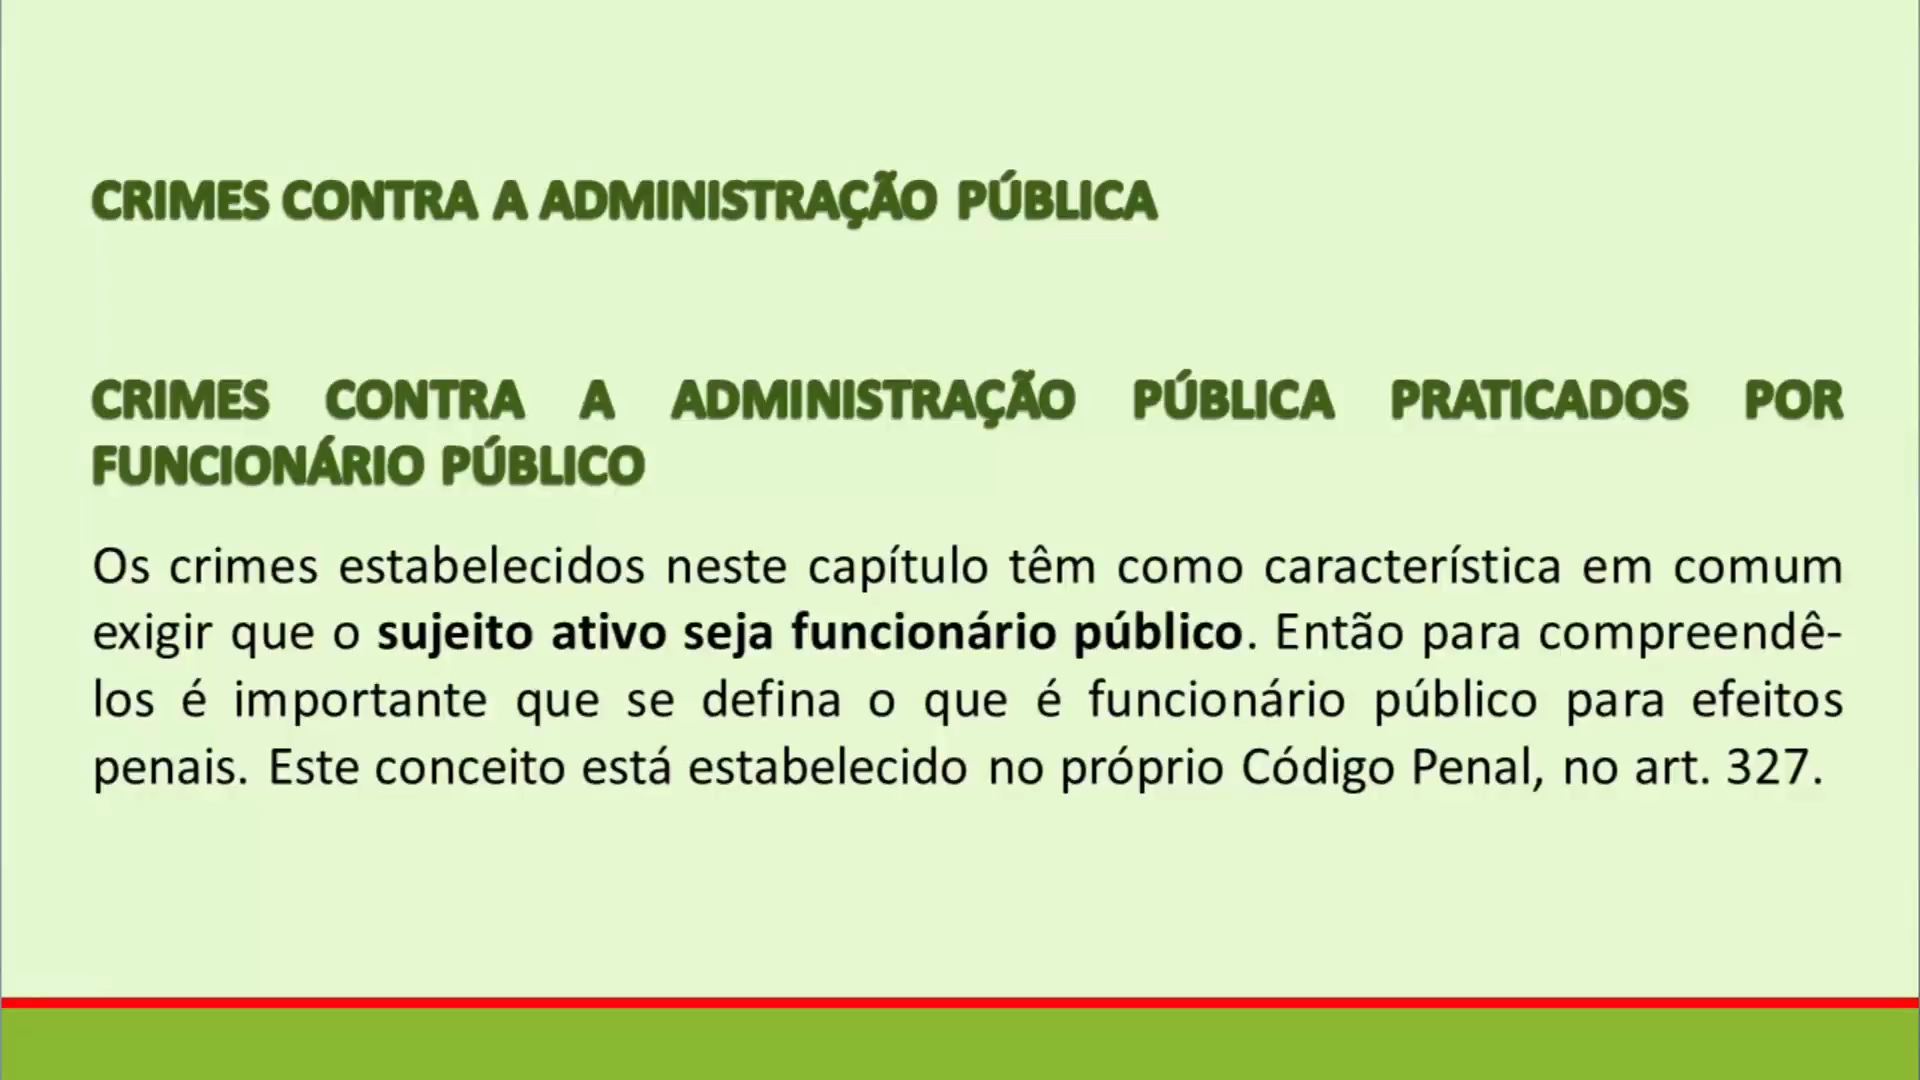 CRIMES CONTRA A ADMINISTRAÇÃO PÚBLICA
CRIMES CONTRA A ADMINISTRAÇÃO PÚBLICA PRATICADOS POR
FUNCIONÁRIO PÚBLICO
Os crimes estabelecidos neste capítulo têm como característica em comum
exigir que o sujeito ativo seja funcionário público. Então para compreendê-
los é importante que se defina o que é funcionário público para efeitos
penais. Este conceito está estabelecido no próprio Código Penal, no art. 327.